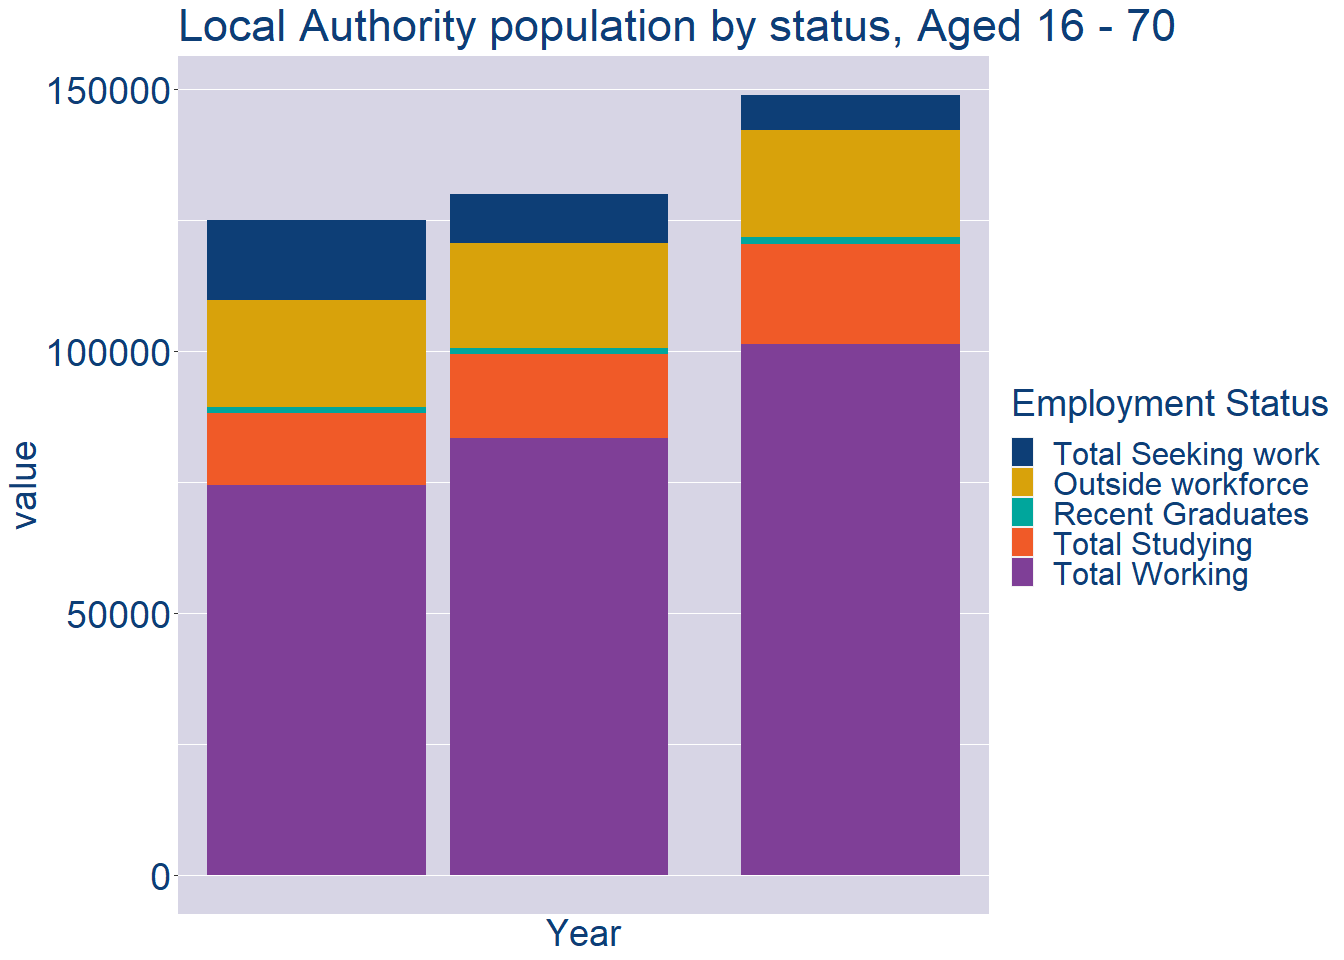 Local Authority population by status, Aged 16 - 70
150000
100000
50000
0
value
Year
Employment Status
Total Seeking work
Outside workforce
Recent Graduates
Total Studying
Total Working